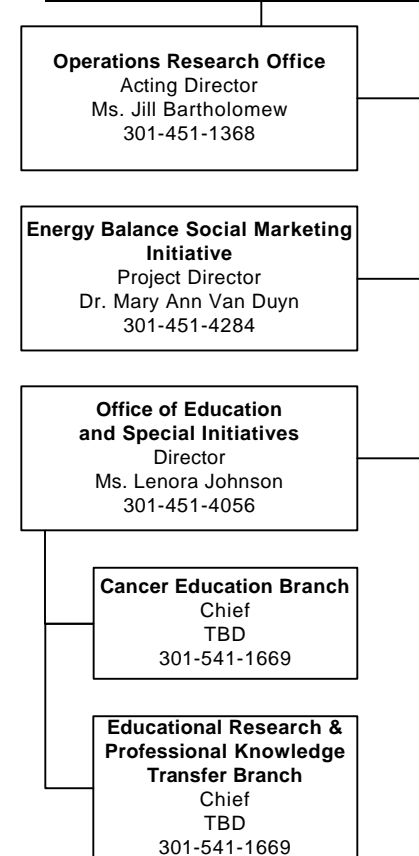 Operations Research Office
Acting Director
Ms. Jill Bartholomew
301-451-1368
Energy Balance Social Marketing
Initiative
Project Director
Dr. Mary Ann Van Duyn
301-451-4284
Office of Education
and Special Initiatives
Director
Ms. Lenora Johnson
301-451-4056
Cancer Education Branch
Chief
TBD
301-541-1669
Educational Research &
Professional Knowledge
Transfer Branch
Chief
TBD
301-541-1669